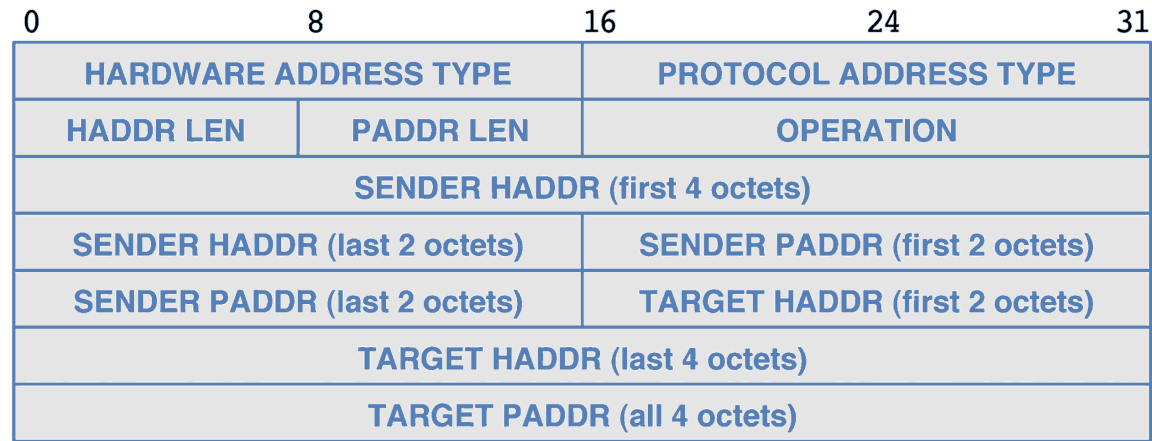 0 8 16 24 31
HARDWARE ADDRESS TYPE PROTOCOL ADDRESS TYPE
HADDR LEN PADDR LEN OPERATION
SENDER HADDR (first 4 octets)
SENDER HADDR (last 2 octets) SENDER PADDR (first 2 octets)
SENDER PADDR (last 2 octets) TARGET HADDR (first 2 octets)
TARGET HADDR (last 4 octets)
TARGET PADDR (all 4 octets)